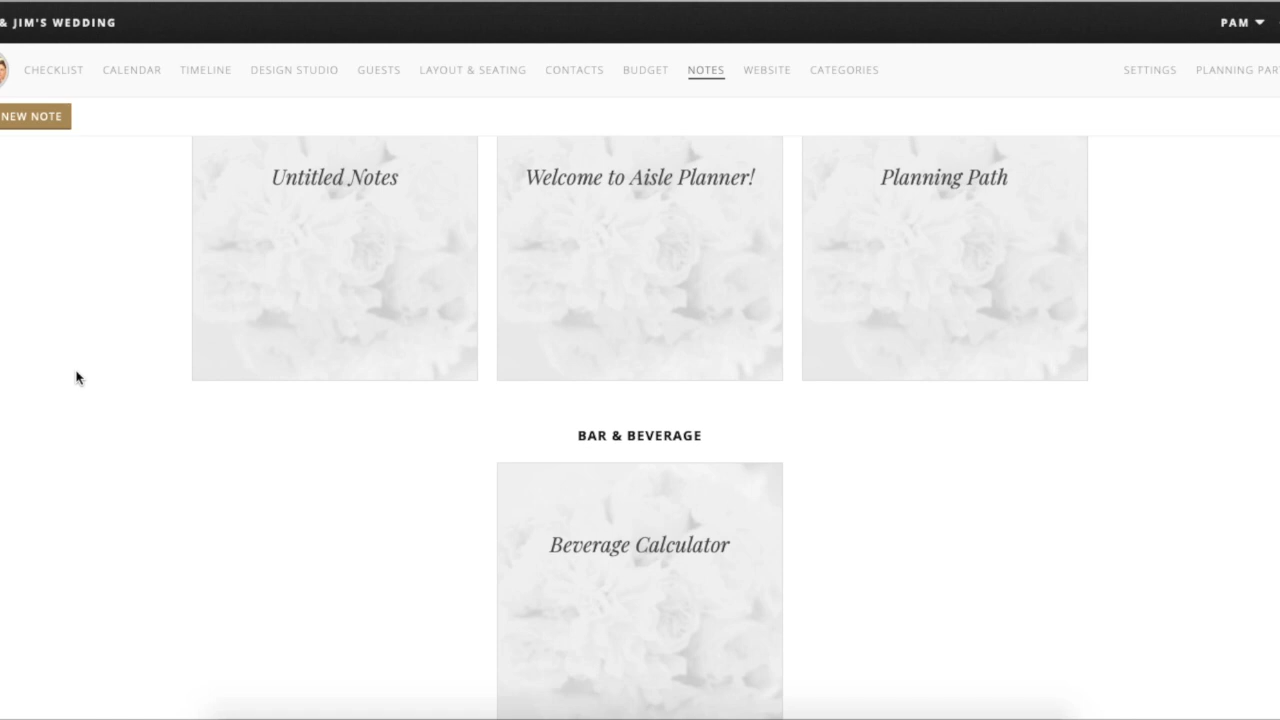 & JIM'S WEDDING
PAM
CHECKLIST CALENDAR TIMELINE DESIGN STUDIO GUESTS LAYOUT & SEATING CONTACTS BUDGET NOTES WEBSITE CATEGORIES SETTINGS PLANNING PAR
NEW NOTE
Untitled Notes
Welcome to Aisle Planner!
Planning Path
BAR & BEVERAGE
Beverage Calculator